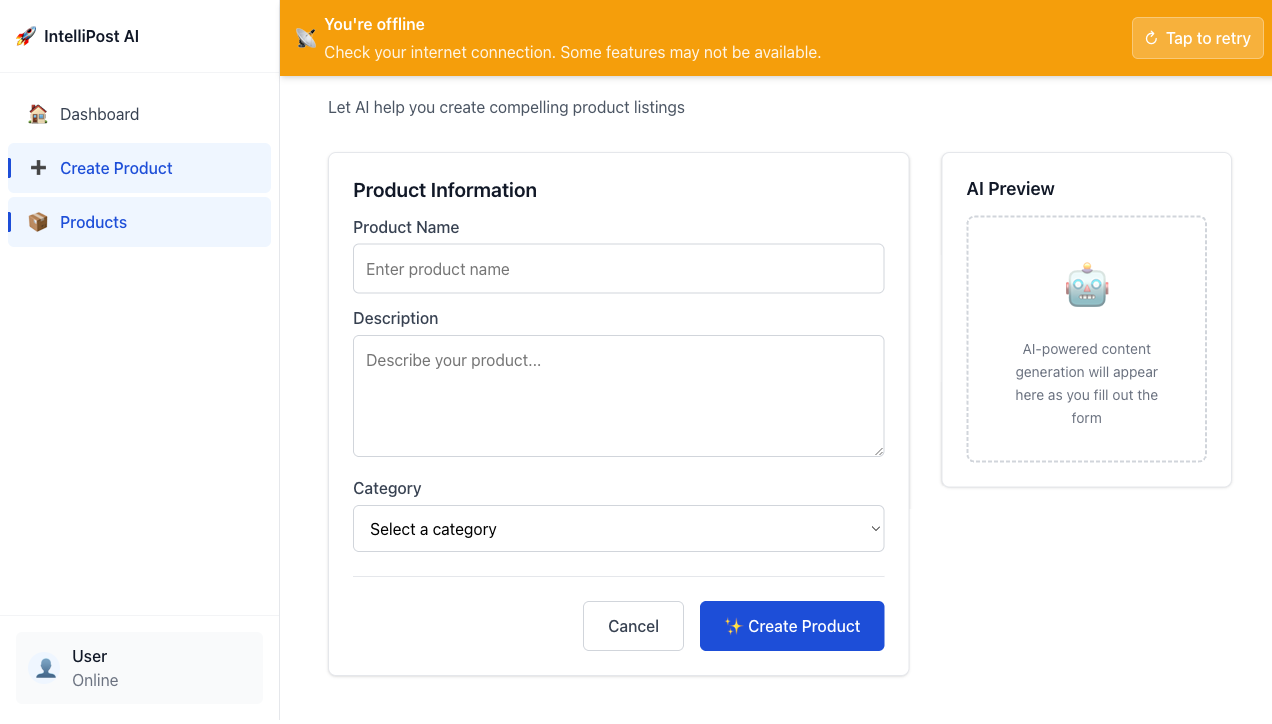 IntelliPost AI
Dashboard
Create Product
Products
User
Online
You're offline
Check your internet connection. Some features may not be available.
Tap to retry
Let AI help you create compelling product listings
Product Information
Product Name
Enter product name
Description
Describe your product...
Category
Select a category
Cancel
Create Product
AI Preview
AI-powered content
generation will appear
here as you fill out the
form